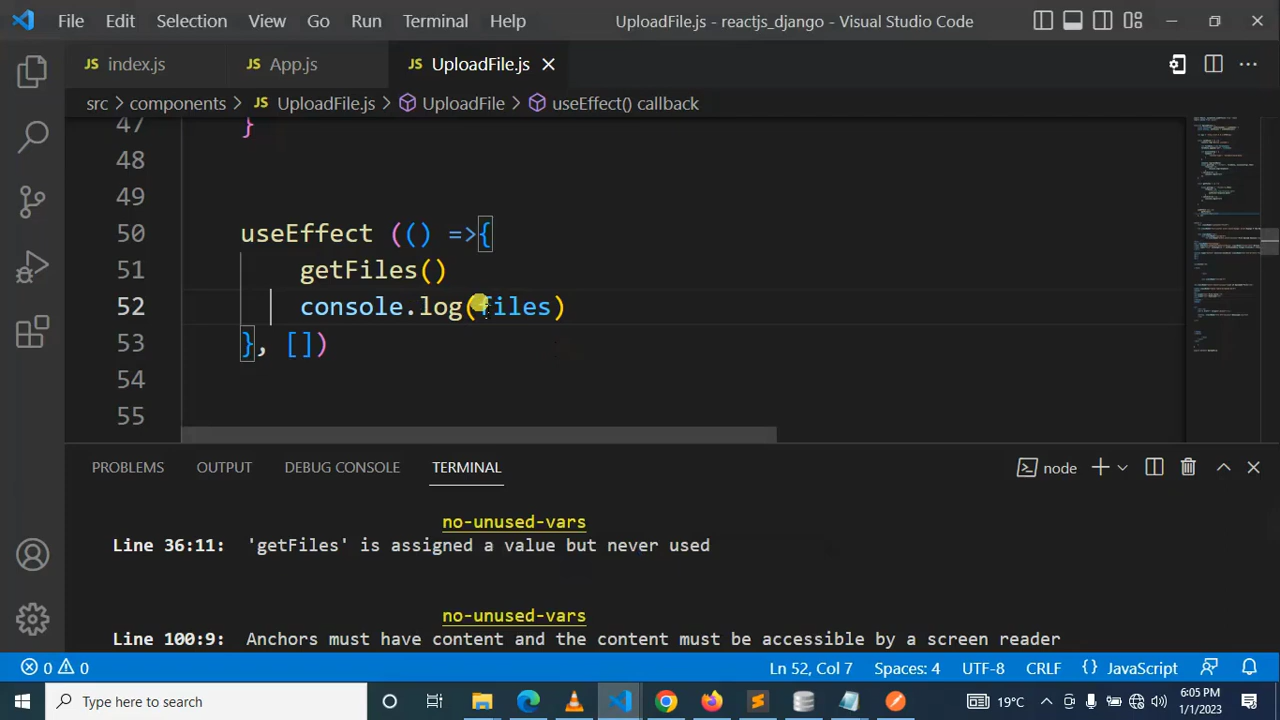 File Edit Selection View Go Run Terminal Help UploadFile.js - reactjs_django - Visual Studio Code
JS index.js JS App.js JS UploadFile.js
src > components > JS UploadFile.js > UploadFile > useEffect() callback
47 }
48
49
50 useEffect (() =>{
51 getFiles()
52 console.log(files)
53 }, [])
54
55
PROBLEMS OUTPUT DEBUG CONSOLE TERMINAL node
no-unused-vars
Line 36:11: 'getFiles' is assigned a value but never used
no-unused-vars
Line 100:9: Anchors must have content and the content must be accessible by a screen reader
0 0 Ln 52, Col 7 Spaces: 4 UTF-8 CRLF {} JavaScript
Type here to search 19°C 6:05 PM
1/1/2023